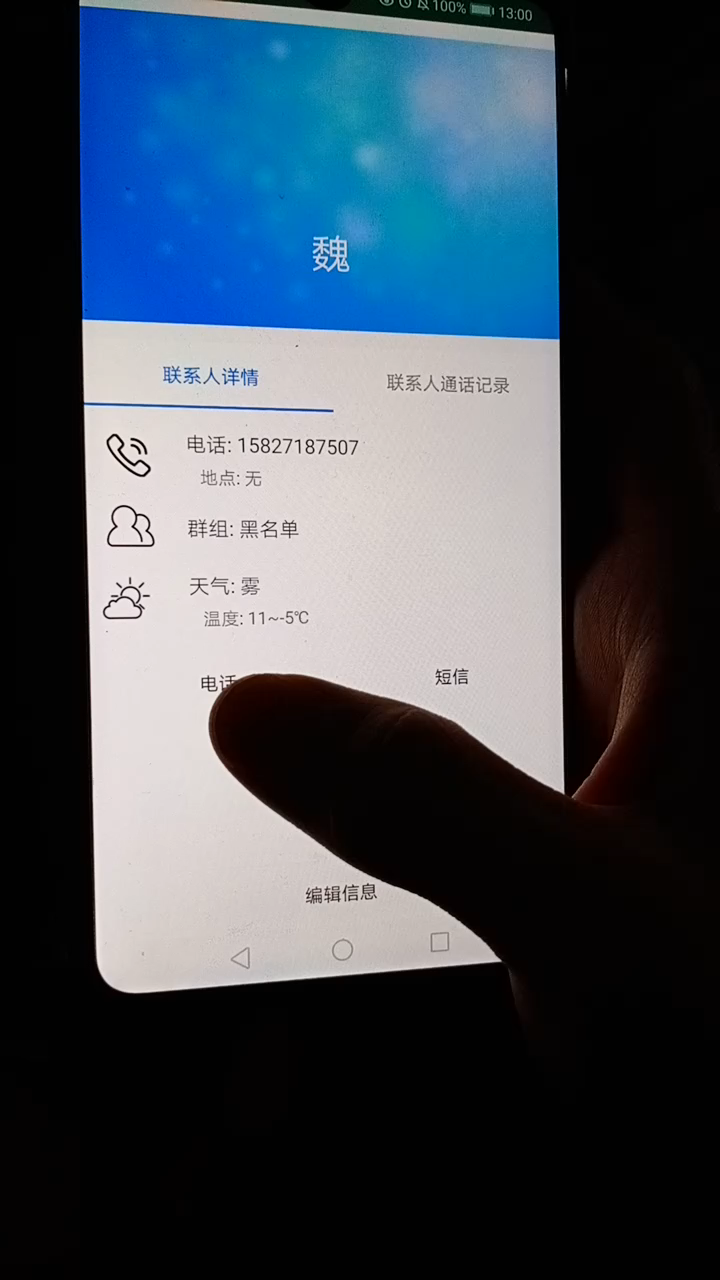 100% 13:00
魏
联系人详情 联系人通话记录
电话: 15827187507
地点: 无
群组: 黑名单
天气: 雾
温度: 11~-5℃
电话 短信
编辑信息